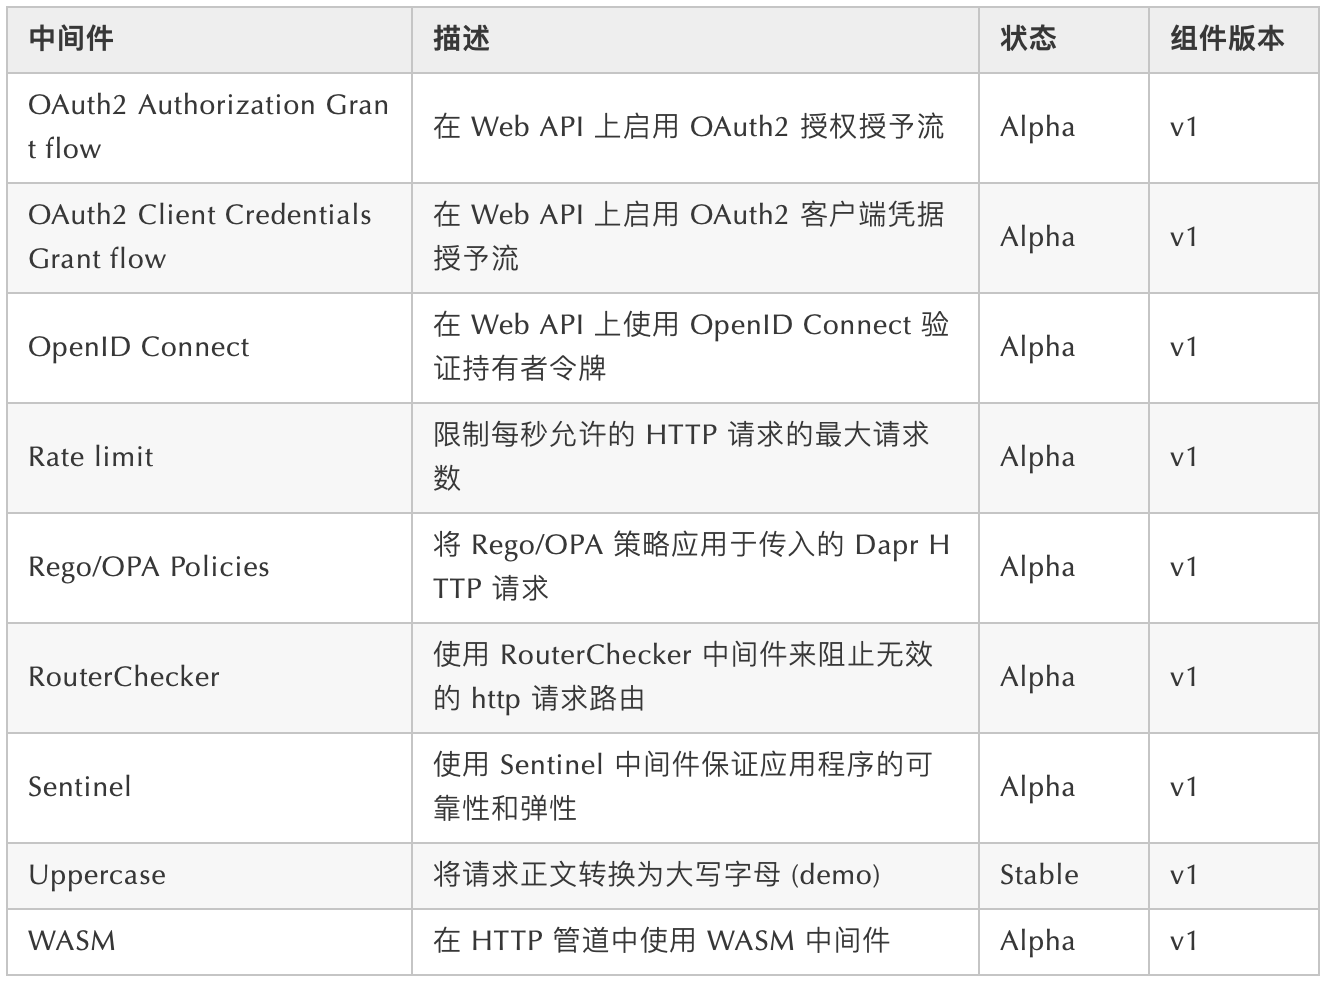 中间件 描述 状态 组件版本
OAuth2 Authorization Gran
t flow
在 Web API 上启用 OAuth2 授权授予流 Alpha v1
OAuth2 Client Credentials
Grant flow
在 Web API 上启用 OAuth2 客户端凭据
授予流
Alpha v1
OpenID Connect
在 Web API 上使用 OpenID Connect 验
证持有者令牌
Alpha v1
Rate limit
限制每秒允许的 HTTP 请求的最大请求
数
Alpha v1
Rego/OPA Policies
将 Rego/OPA 策略应用于传入的 Dapr H
TTP 请求
Alpha v1
RouterChecker
使用 RouterChecker 中间件来阻止无效
的 http 请求路由
Alpha v1
Sentinel
使用 Sentinel 中间件保证应用程序的可
靠性和弹性
Alpha v1
Uppercase 将请求正文转换为大写字母 (demo) Stable v1
WASM 在 HTTP 管道中使用 WASM 中间件 Alpha v1